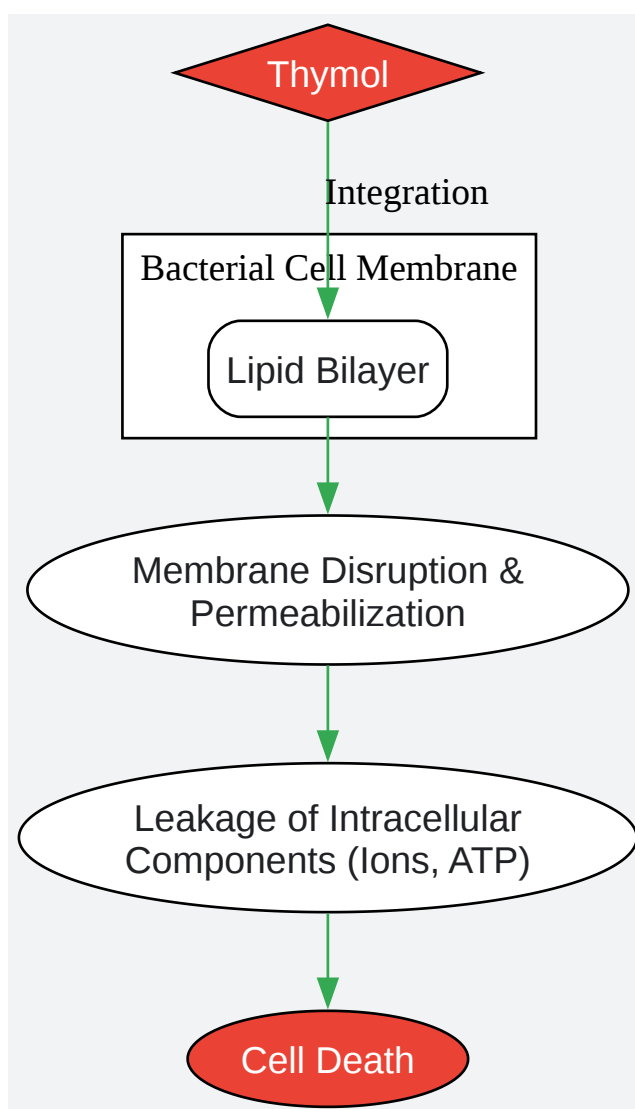 Thymol
Integration
Bacterial Cell Membrane
Lipid Bilayer
Membrane Disruption &
Permeabilization
Leakage of Intracellular
Components (Ions, ATP)
Cell Death